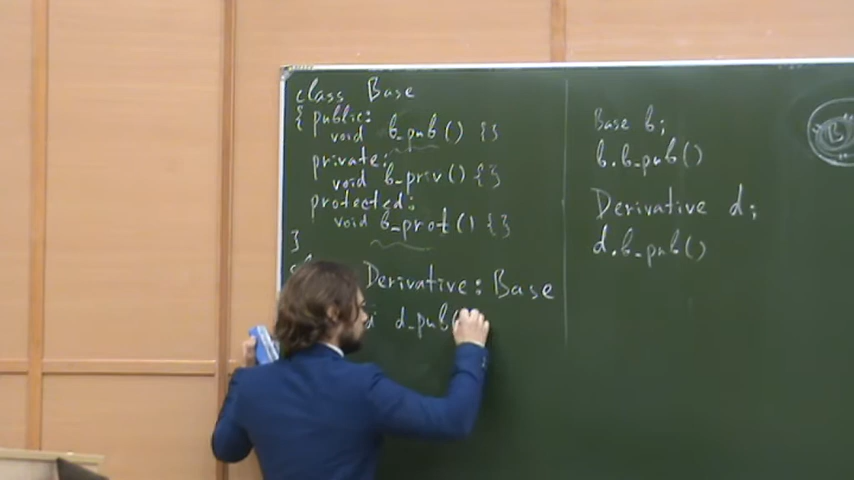 class Base
{ public:
void b_pub() {}
private:
void b_priv() {}
protected:
void b_prot() {}
}
Derivative : Base
d_pub(
Base b;
b.b_pub()
Derivative d;
d.b_pub()
B